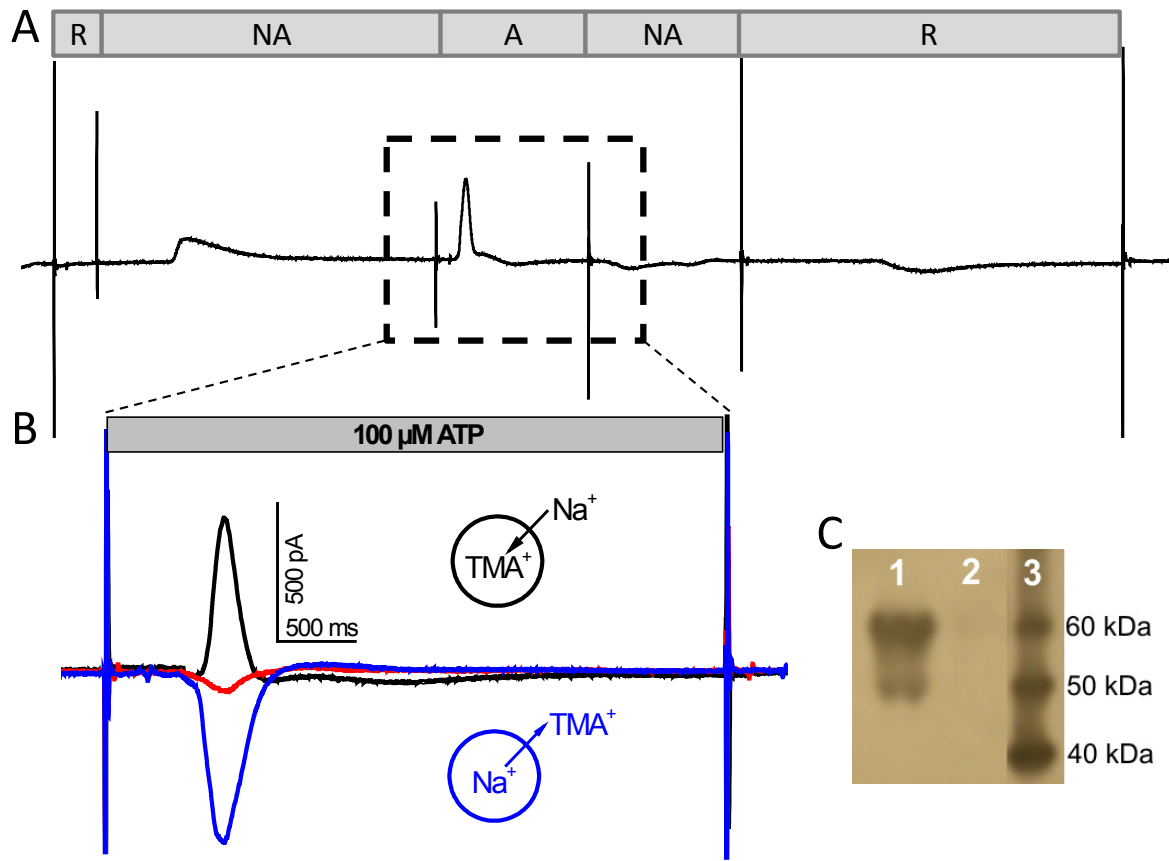 A
R NA A NA R
B
100 µM ATP
500 pA
500 ms
Na⁺
TMA⁺
TMA⁺
Na⁺
C
1 2 3
60 kDa
50 kDa
40 kDa